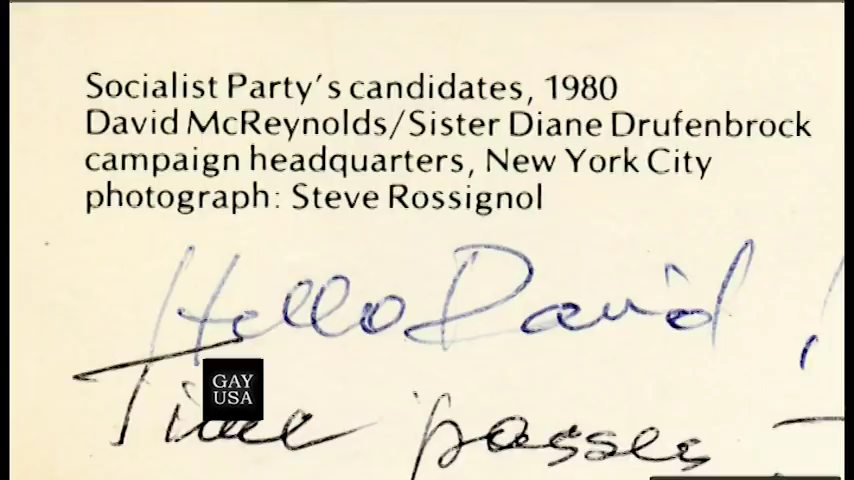 Socialist Party's candidates, 1980
David McReynolds/Sister Diane Drufenbrock
campaign headquarters, New York City
photograph: Steve Rossignol
Hello David!
Time passes —
GAY
USA